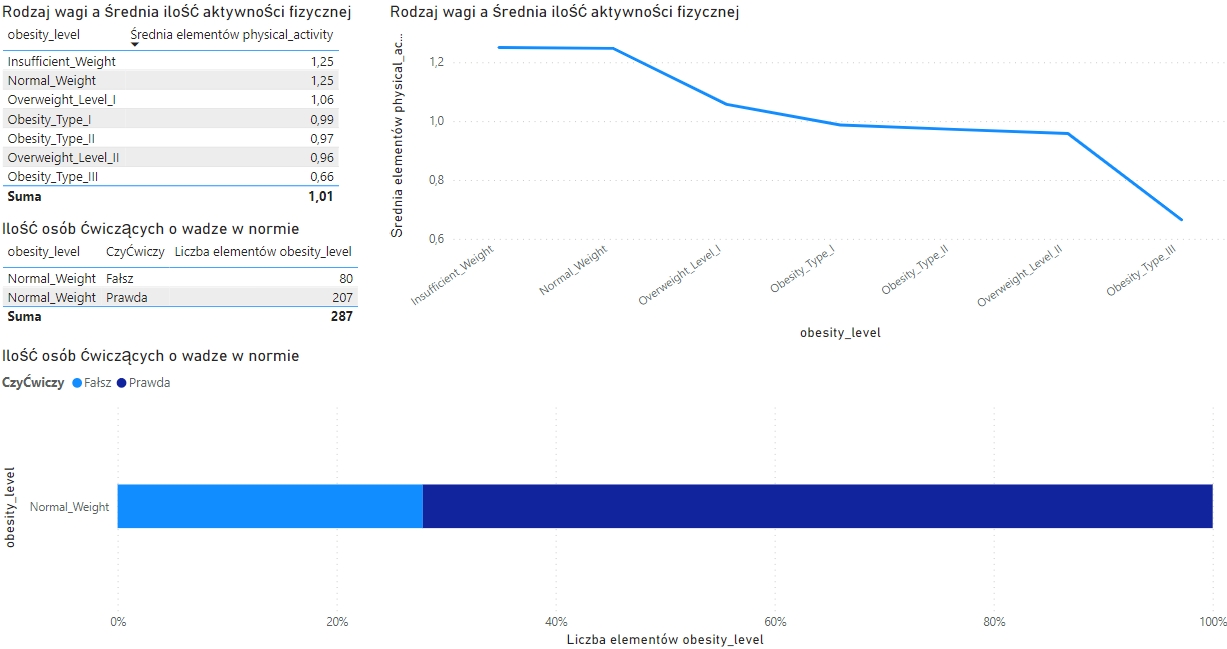 Rodzaj wagi a Średnia ilość aktywności fizycznej
obesity_level Średnia elementów physical_activity
Insufficient_Weight 1,25
Normal_Weight 1,25
Overweight_Level_I 1,06
Obesity_Type_I 0,99
Obesity_Type_II 0,97
Overweight_Level_II 0,96
Obesity_Type_III 0,66
Suma 1,01
Ilość osób ćwiczących o wadze w normie
obesity_level CzyĆwiczy Liczba elementów obesity_level
Normal_Weight Fałsz 80
Normal_Weight Prawda 207
Suma 287
Rodzaj wagi a Średnia ilość aktywności fizycznej
Średnia elementów physical_ac...
1,2
1,0
0,8
0,6
Insufficient_Weight
Normal_Weight
Overweight_Level_I
Obesity_Type_I
Obesity_Type_II
Overweight_Level_II
Obesity_Type_III
obesity_level
Ilość osób ćwiczących o wadze w normie
CzyĆwiczy Fałsz Prawda
obesity_level
Normal_Weight
0% 20% 40% 60% 80% 100%
Liczba elementów obesity_level